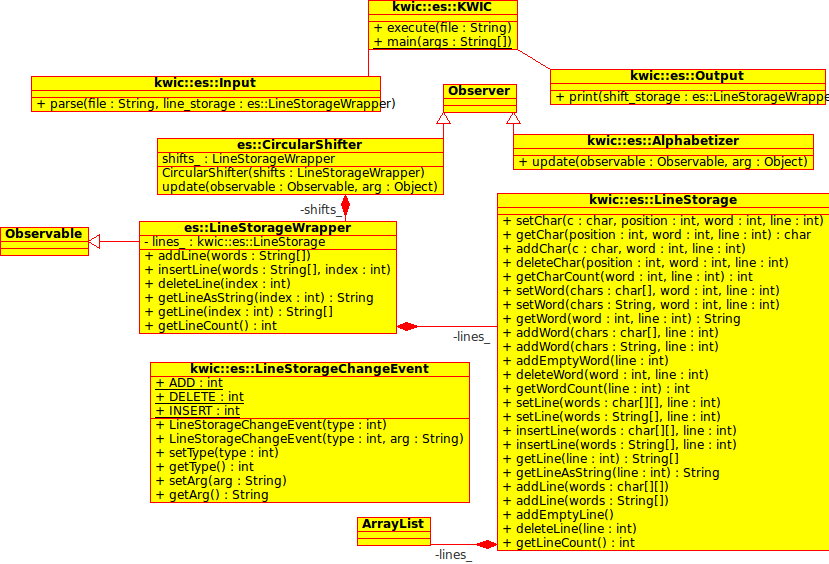 kwic::es::KWIC
+ execute(file : String)
+ main(args : String[])
kwic::es::Input
+ parse(file : String, line_storage : es::LineStorageWrapper)
Observer
kwic::es::Output
+ print(shift_storage : es::LineStorageWrappe
es::CircularShifter
shifts_ : LineStorageWrapper
CircularShifter(shifts : LineStorageWrapper)
update(observable : Observable, arg : Object)
kwic::es::Alphabetizer
+ update(observable : Observable, arg : Object)
-shifts_
Observable
es::LineStorageWrapper
- lines_ : kwic::es::LineStorage
+ addLine(words : String[])
+ insertLine(words : String[], index : int)
+ deleteLine(index : int)
+ getLineAsString(index : int) : String
+ getLine(index : int) : String[]
+ getLineCount() : int
-lines_
kwic::es::LineStorage
+ setChar(c : char, position : int, word : int, line : int)
+ getChar(position : int, word : int, line : int) : char
+ addChar(c : char, word : int, line : int)
+ deleteChar(position : int, word : int, line : int)
+ getCharCount(word : int, line : int) : int
+ setWord(chars : char[], word : int, line : int)
+ setWord(chars : String, word : int, line : int)
+ getWord(word : int, line : int) : String
+ addWord(chars : char[], line : int)
+ addWord(chars : String, line : int)
+ addEmptyWord(line : int)
+ deleteWord(word : int, line : int)
+ getWordCount(line : int) : int
+ setLine(words : char[][], line : int)
+ setLine(words : String[], line : int)
+ insertLine(words : char[][], line : int)
+ insertLine(words : String[], line : int)
+ getLine(line : int) : String[]
+ getLineAsString(line : int) : String
+ addLine(words : char[][])
+ addLine(words : String[])
+ addEmptyLine()
+ deleteLine(line : int)
+ getLineCount() : int
kwic::es::LineStorageChangeEvent
+ ADD : int
+ DELETE : int
+ INSERT : int
+ LineStorageChangeEvent(type : int)
+ LineStorageChangeEvent(type : int, arg : String)
+ setType(type : int)
+ getType() : int
+ setArg(arg : String)
+ getArg() : String
ArrayList
-lines_